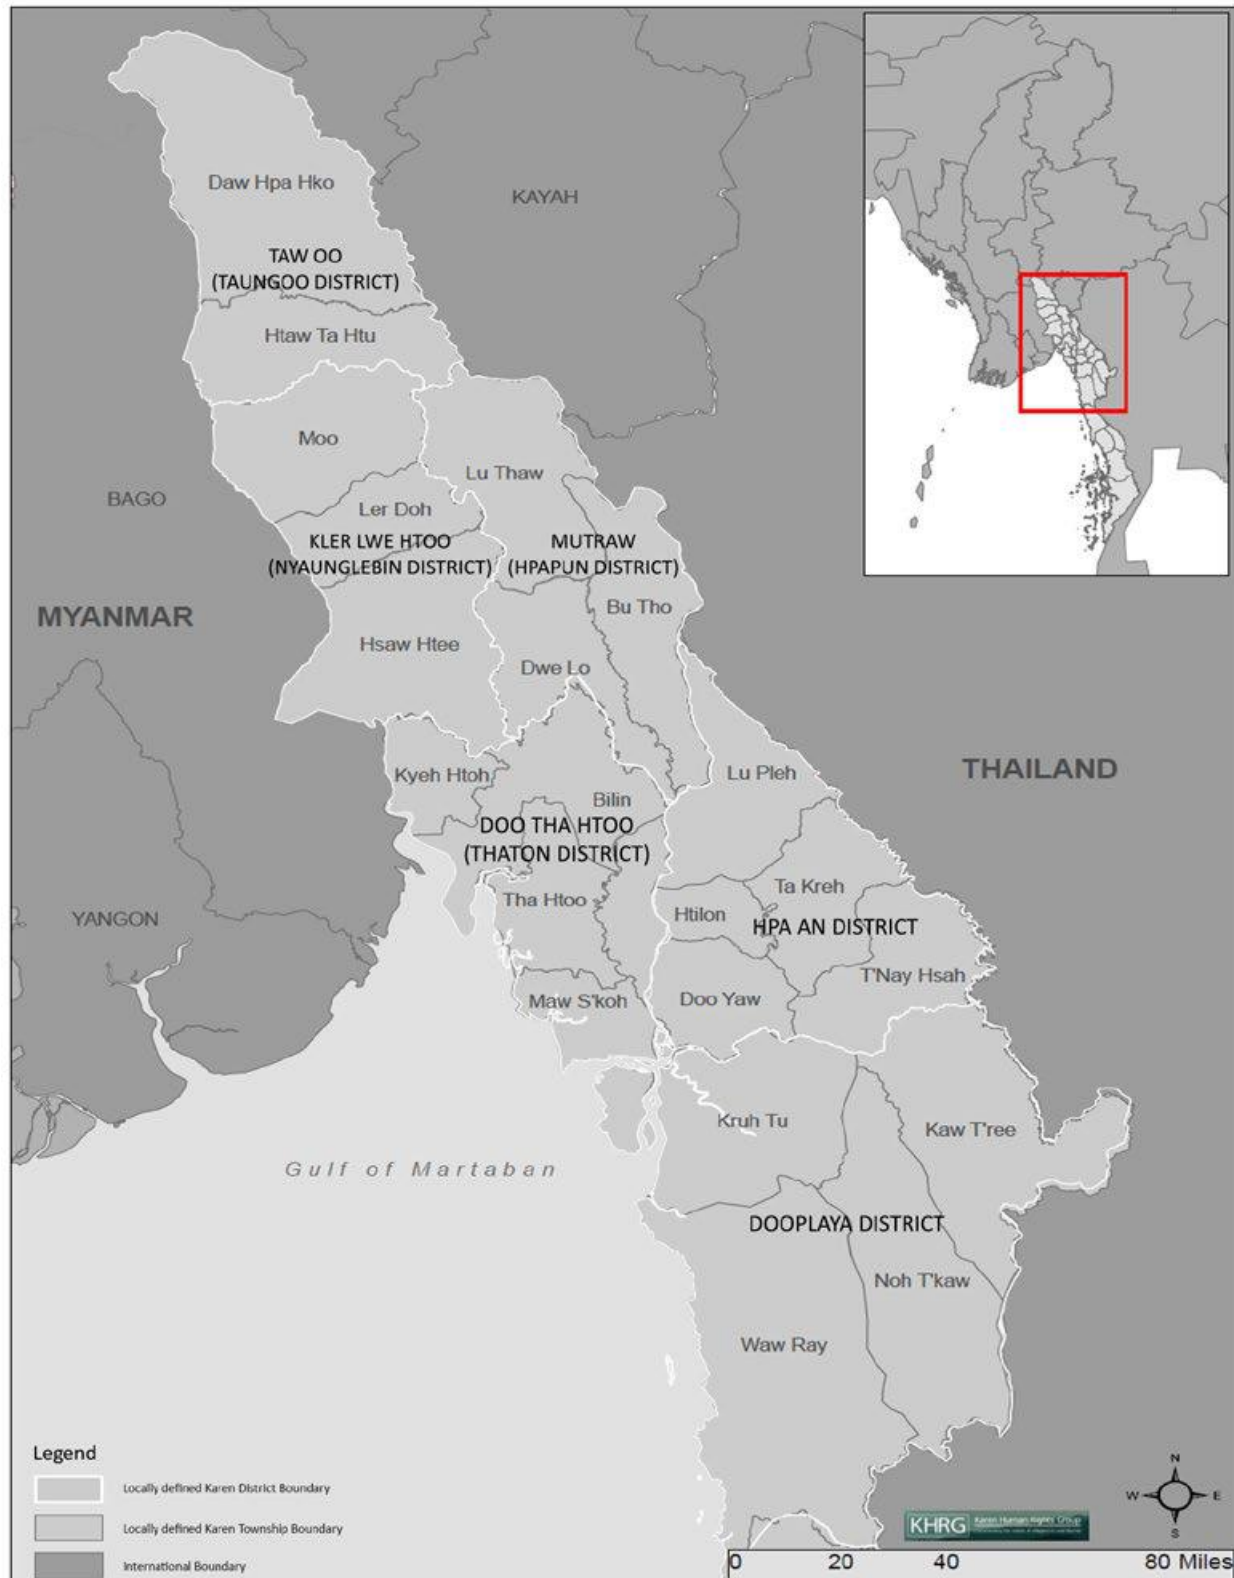 Daw Hpa Hko
KAYAH
TAW OO
(TAUNGOO DISTRICT)
Htaw Ta Htu
Moo
Lu Thaw
BAGO
Ler Doh
KLER LWE HTOO
(NYAUNGLEBIN DISTRICT)
MUTRAW
(HPAPUN DISTRICT)
Bu Tho
MYANMAR
Hsaw Htee
Dwe Lo
Kyeh Htoh
Lu Pleh
THAILAND
Bilin
DOO THA HTOO
(THATON DISTRICT)
Ta Kreh
Tha Htoo
Htilon
YANGON
HPA AN DISTRICT
T'Nay Hsah
Maw S'koh
Doo Yaw
Kruh Tu
Kaw T'ree
Gulf of Martaban
DOOPLAYA DISTRICT
Noh T'kaw
Waw Ray
Legend
Locally defined Karen District Boundary
Locally defined Karen Township Boundary
International Boundary
N
W
E
S
KHRG
Karen Human Rights Group
0 20 40 80 Miles